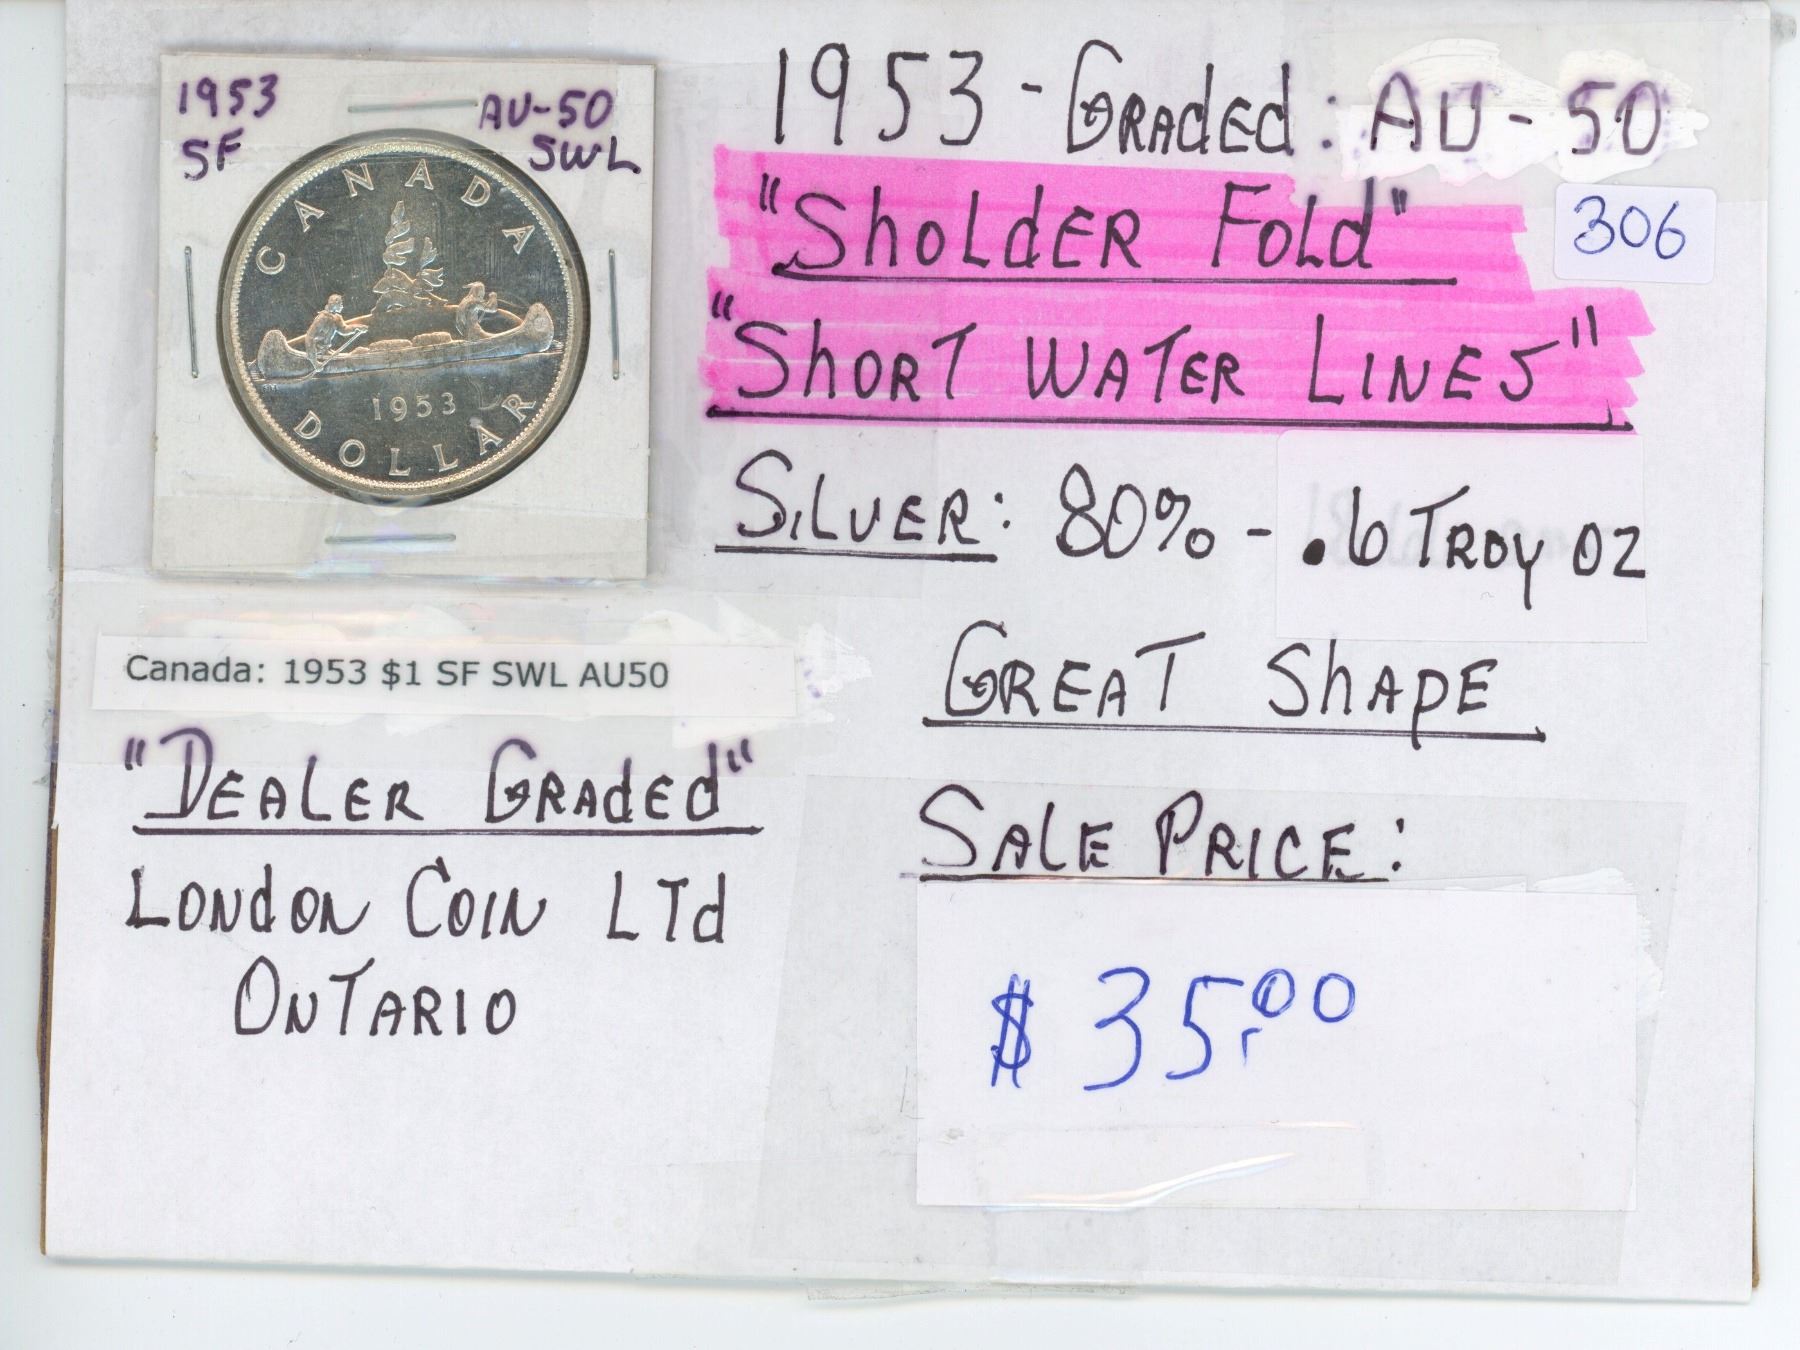 1953
SF
AU-50
SWL
CANADA
1953
DOLLAR
Canada: 1953 $1 SF SWL AU50
"DEALER GRAdEd"
LONdON COIN LTd
ONTARIO
1953 - GRAdEd: AU - 50
"SholdER Fold"
306
"ShORT WATER LINES"
SILVER: 80% - .6 TROy OZ
GREAT ShApE
SALE PRICE:
$ 35.00